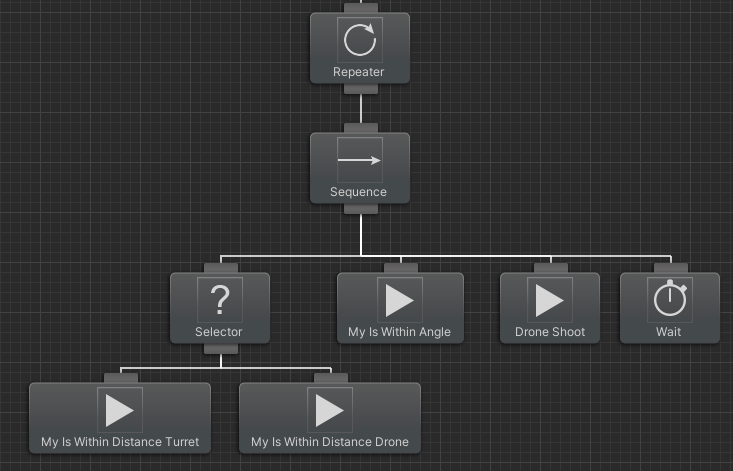 Repeater
Sequence
?
Selector
My Is Within Angle
Drone Shoot
Wait
My Is Within Distance Turret
My Is Within Distance Drone